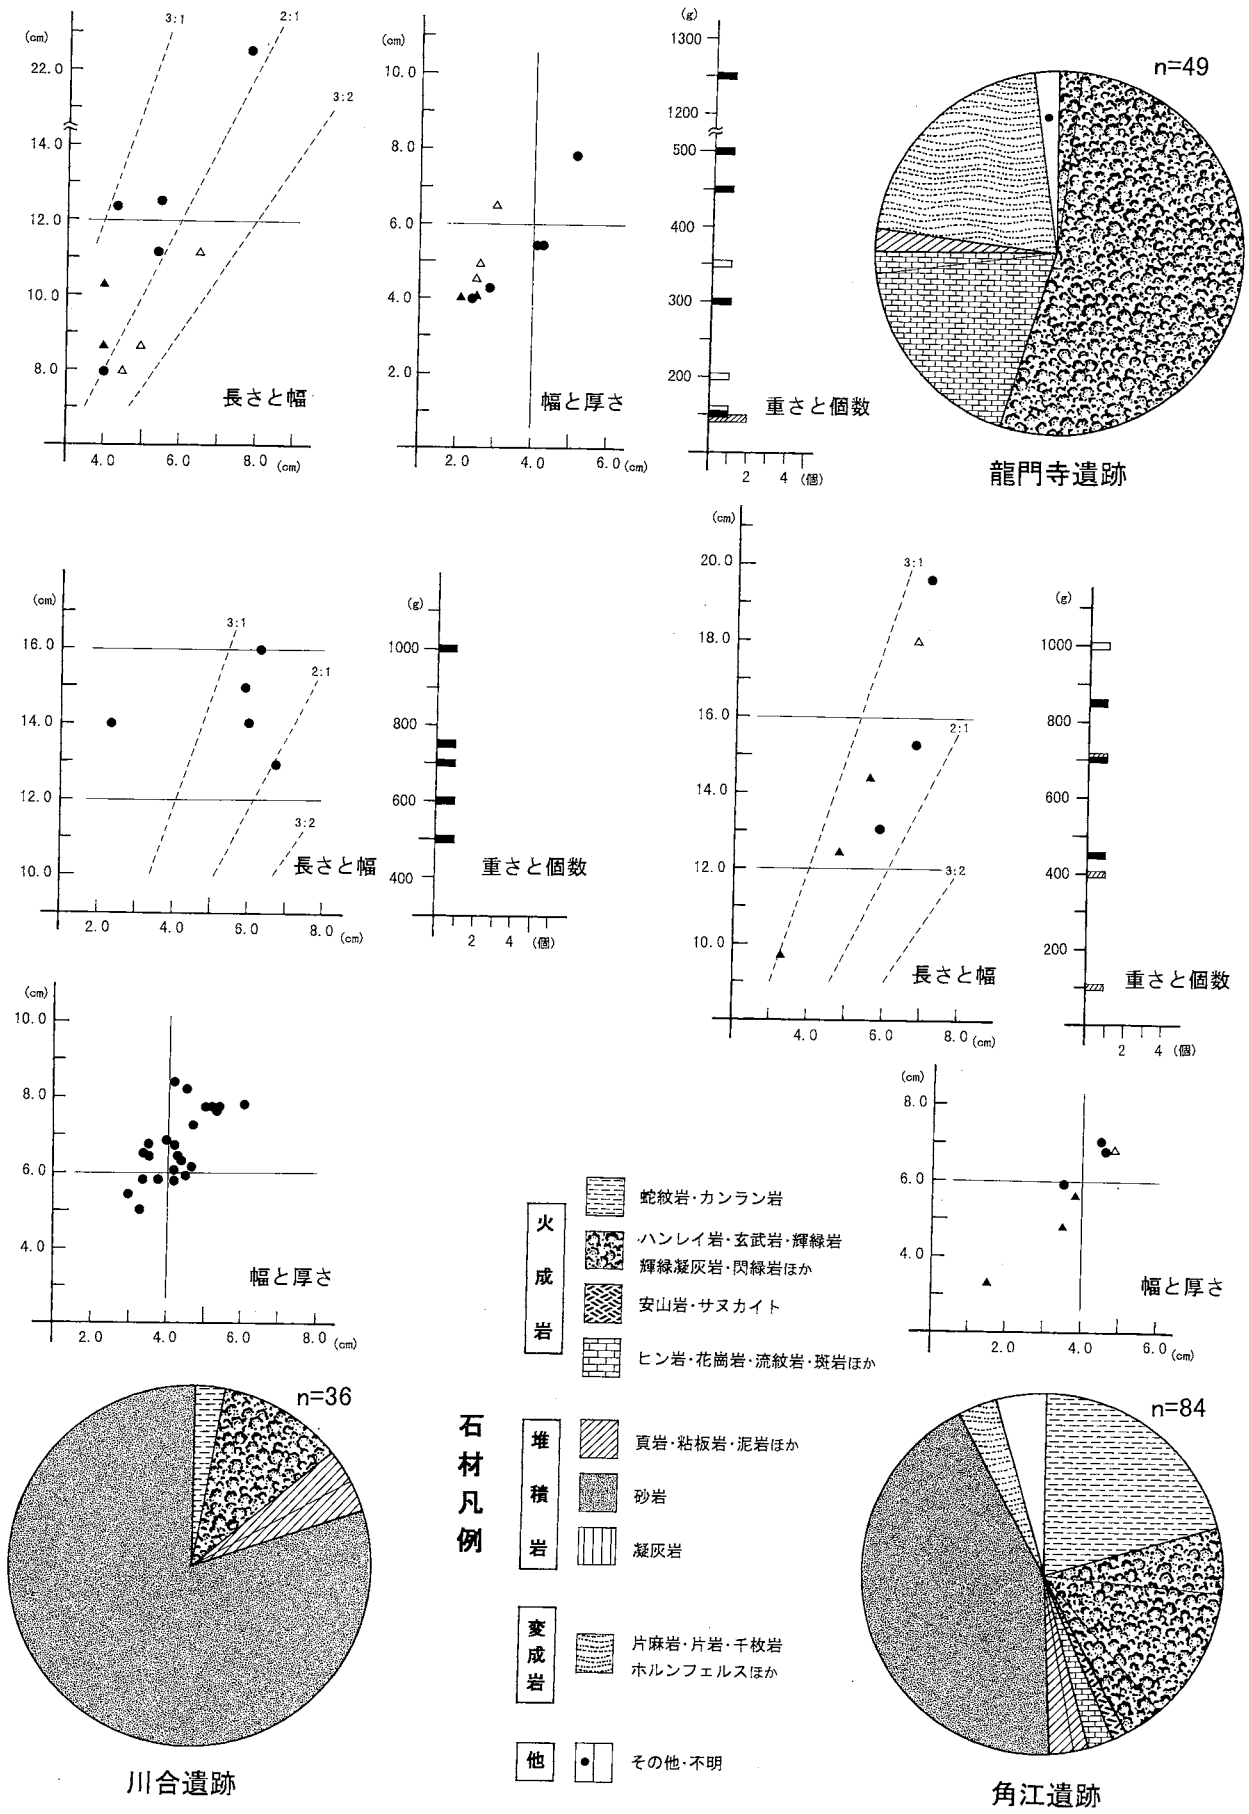 (cm)
3:1
2:1
3:2
22.0
14.0
12.0
10.0
8.0
4.0
6.0
8.0
(cm)
長さと幅
(cm)
10.0
8.0
6.0
4.0
2.0
2.0
4.0
6.0
(cm)
幅と厚さ
(g)
1300
1200
500
400
300
200
2
4
(個)
重さと個数
n=49
龍門寺遺跡
(cm)
16.0
14.0
12.0
10.0
3:1
2:1
3:2
2.0
4.0
6.0
8.0
(cm)
長さと幅
(g)
1000
800
600
400
2
4
(個)
重さと個数
(cm)
20.0
18.0
16.0
14.0
12.0
10.0
3:1
2:1
3:2
4.0
6.0
8.0
(cm)
長さと幅
(g)
1000
800
600
400
200
2
4
(個)
重さと個数
(cm)
10.0
8.0
6.0
4.0
2.0
4.0
6.0
8.0
(cm)
幅と厚さ
(cm)
8.0
6.0
4.0
2.0
4.0
6.0
(cm)
幅と厚さ
n=36
川合遺跡
石材凡例
火成岩
蛇紋岩・カンラン岩
ハンレイ岩・玄武岩・輝緑岩
輝緑凝灰岩・閃緑岩ほか
安山岩・サヌカイト
ヒン岩・花崗岩・流紋岩・斑岩ほか
堆積岩
頁岩・粘板岩・泥岩ほか
砂岩
凝灰岩
変成岩
片麻岩・片岩・千枚岩
ホルンフェルスほか
他
その他・不明
n=84
角江遺跡